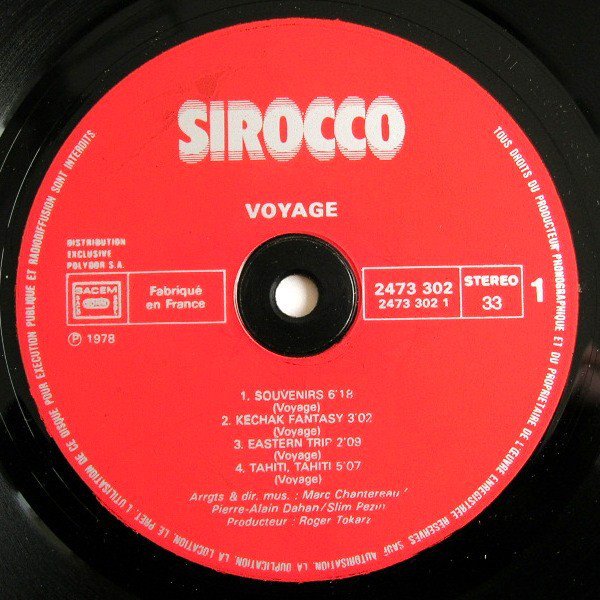 SIROCCO
VOYAGE
DISTRIBUTION
EXCLUSIVE
POLYDOR S.A.
SACEM
Fabriqué
en France
℗ 1978
2473 302
2473 302 1
STEREO
33
1
1. SOUVENIRS 6'18
(Voyage)
2. KECHAK FANTASY 3'02
(Voyage)
3. EASTERN TRIP 2'09
(Voyage)
4. TAHITI, TAHITI 5'07
(Voyage)
Arrgts & dir. mus. : Marc Chantereau/
Pierre-Alain Dahan/Slim Pezin
Producteur : Roger Tokarz
TOUS DROITS DU PRODUCTEUR PHONOGRAPHIQUE ET DU PROPRIETAIRE DE L'ŒUVRE ENREGISTREE RESERVES. SAUF AUTORISATION, LA DUPLICATION, LA LOCATION, LE PRET, L'UTILISATION DE CE DISQUE POUR EXECUTION PUBLIQUE ET RADIODIFFUSION SONT INTERDITS